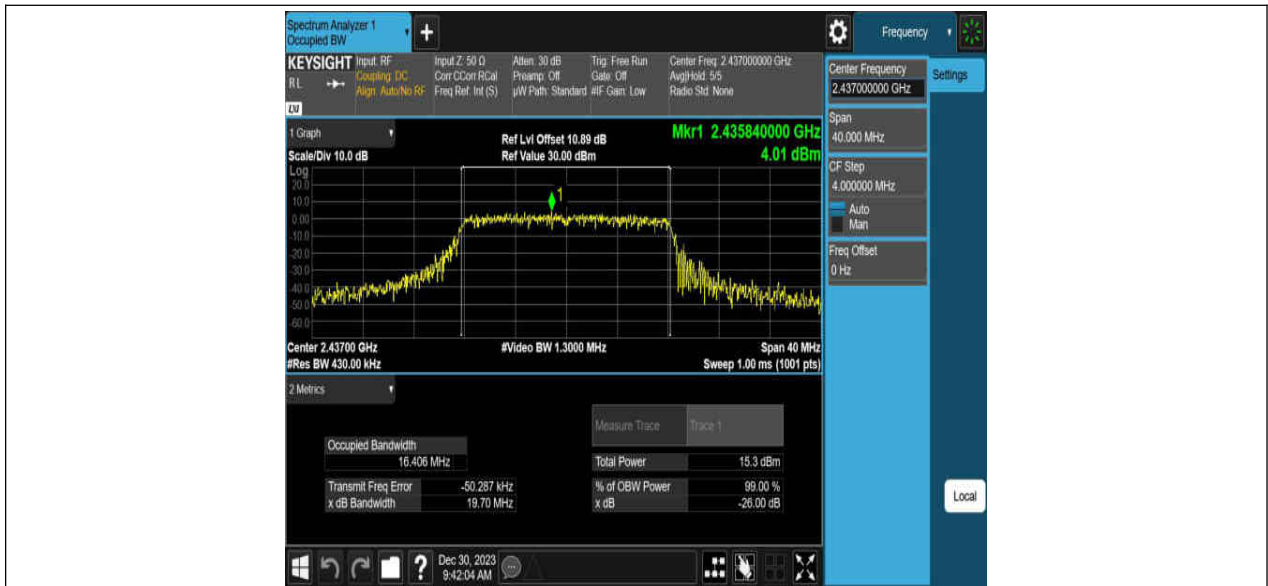 Spectrum Analyzer 1
Occupied BW
+
Frequency
KEYSIGHT
RL
LXI
Input: RF
Coupling: DC
Align: Auto/No RF
Input Z: 50 Ω
Corr CCorr RCal
Freq Ref: Int (S)
Atten: 30 dB
Preamp: Off
µW Path: Standard
Trig: Free Run
Gate: Off
#IF Gain: Low
Center Freq: 2.437000000 GHz
Avg|Hold: 5/5
Radio Std: None
1 Graph
Scale/Div 10.0 dB
Ref Lvl Offset 10.89 dB
Ref Value 30.00 dBm
Mkr1 2.435840000 GHz
4.01 dBm
Log
20.0
10.0
0.00
-10.0
-20.0
-30.0
-40.0
-50.0
-60.0
1
Center 2.43700 GHz
#Res BW 430.00 kHz
#Video BW 1.3000 MHz
Span 40 MHz
Sweep 1.00 ms (1001 pts)
2 Metrics
Measure Trace Trace 1
Occupied Bandwidth
16.406 MHz
Total Power 15.3 dBm
Transmit Freq Error -50.287 kHz
% of OBW Power 99.00 %
x dB Bandwidth 19.70 MHz
x dB -26.00 dB
Center Frequency
2.437000000 GHz
Settings
Span
40.000 MHz
CF Step
4.000000 MHz
Auto
Man
Freq Offset
0 Hz
Local
?
Dec 30, 2023
9:42:04 AM